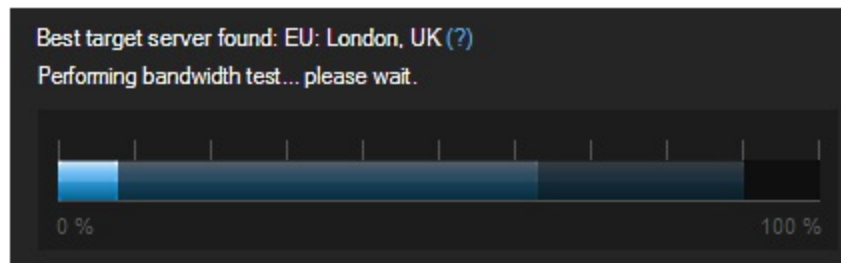 Best target server found: EU: London, UK (?)
Performing bandwidth test... please wait.
0 % 100 %